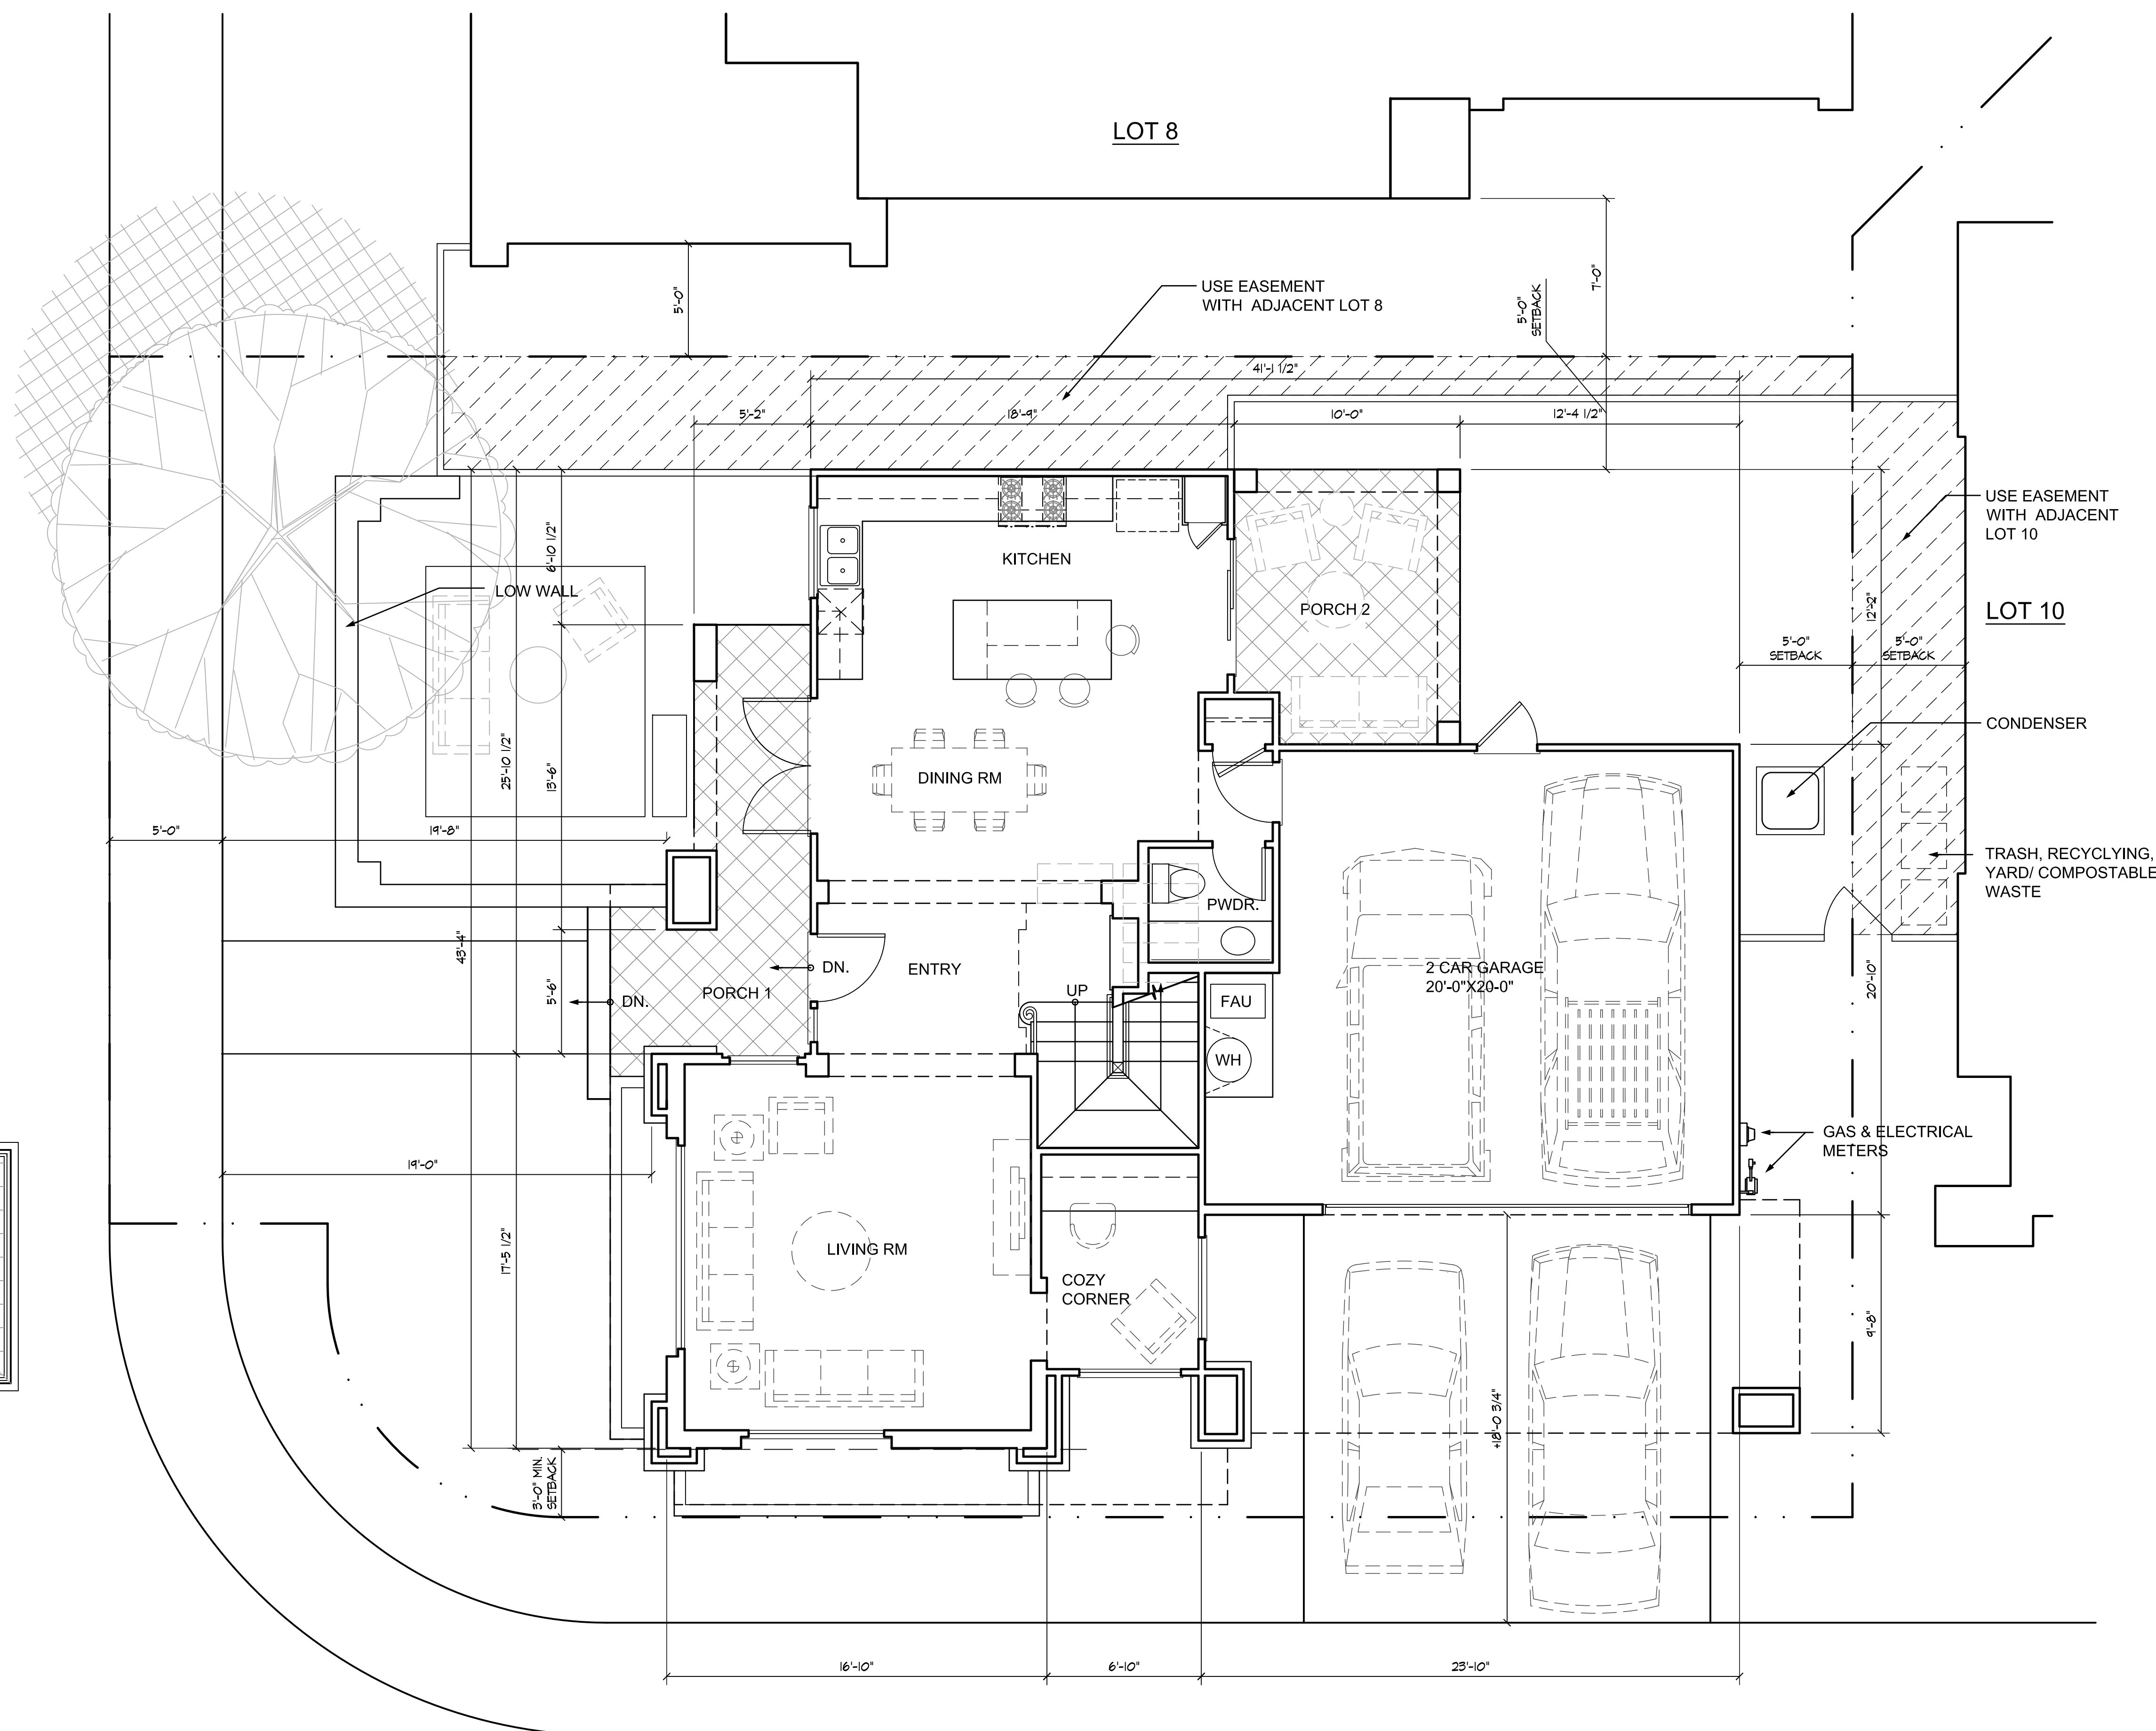 LOT 8
USE EASEMENT
WITH ADJACENT LOT 8
5'-0"
5'-0"
SETBACK
7'-0"
41'-1 1/2"
5'-2"
18'-9"
10'-0"
12'-4 1/2"
USE EASEMENT
WITH ADJACENT
LOT 10
LOT 10
KITCHEN
6'-10 1/2"
LOW WALL
PORCH 2
12'-2"
5'-0"
SETBACK
5'-0"
SETBACK
CONDENSER
25'-10 1/2"
13'-6"
DINING RM
5'-0"
19'-8"
TRASH, RECYCLYING,
YARD/ COMPOSTABLE
WASTE
PWDR.
43'-4"
5'-6"
DN.
ENTRY
2 CAR GARAGE
20'-0"X20-0"
20'-10"
DN.
PORCH 1
UP
FAU
WH
GAS & ELECTRICAL
METERS
19'-0"
17'-5 1/2"
LIVING RM
COZY
CORNER
9'-8"
+18'-0 3/4"
3'-0" MIN.
SETBACK
16'-10"
6'-10"
23'-10"